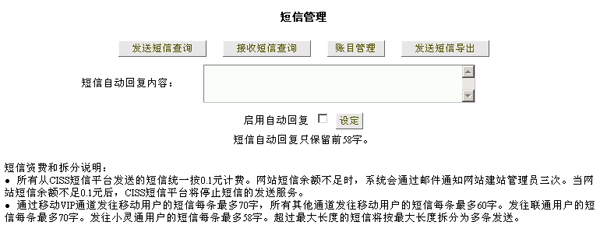 短信管理
发送短信查询 接收短信查询 账目管理 发送短信导出
短信自动回复内容：
启用自动回复 设定
短信自动回复只保留前58字。
短信资费和拆分说明：
● 所有从CISS短信平台发送的短信统一按0.1元计费。网站短信余额不足时，系统会通过邮件通知网站建站管理员三次。当网
站短信余额不足0.1元后，CISS短信平台将停止短信的发送服务。
● 通过移动VIP通道发往移动用户的短信每条最多70字，所有其他通道发往移动用户的短信每条最多60字。发往联通用户的短
信每条最多70字。发往小灵通用户的短信每条最多58字。超过最大长度的短信将按最大长度拆分为多条发送。